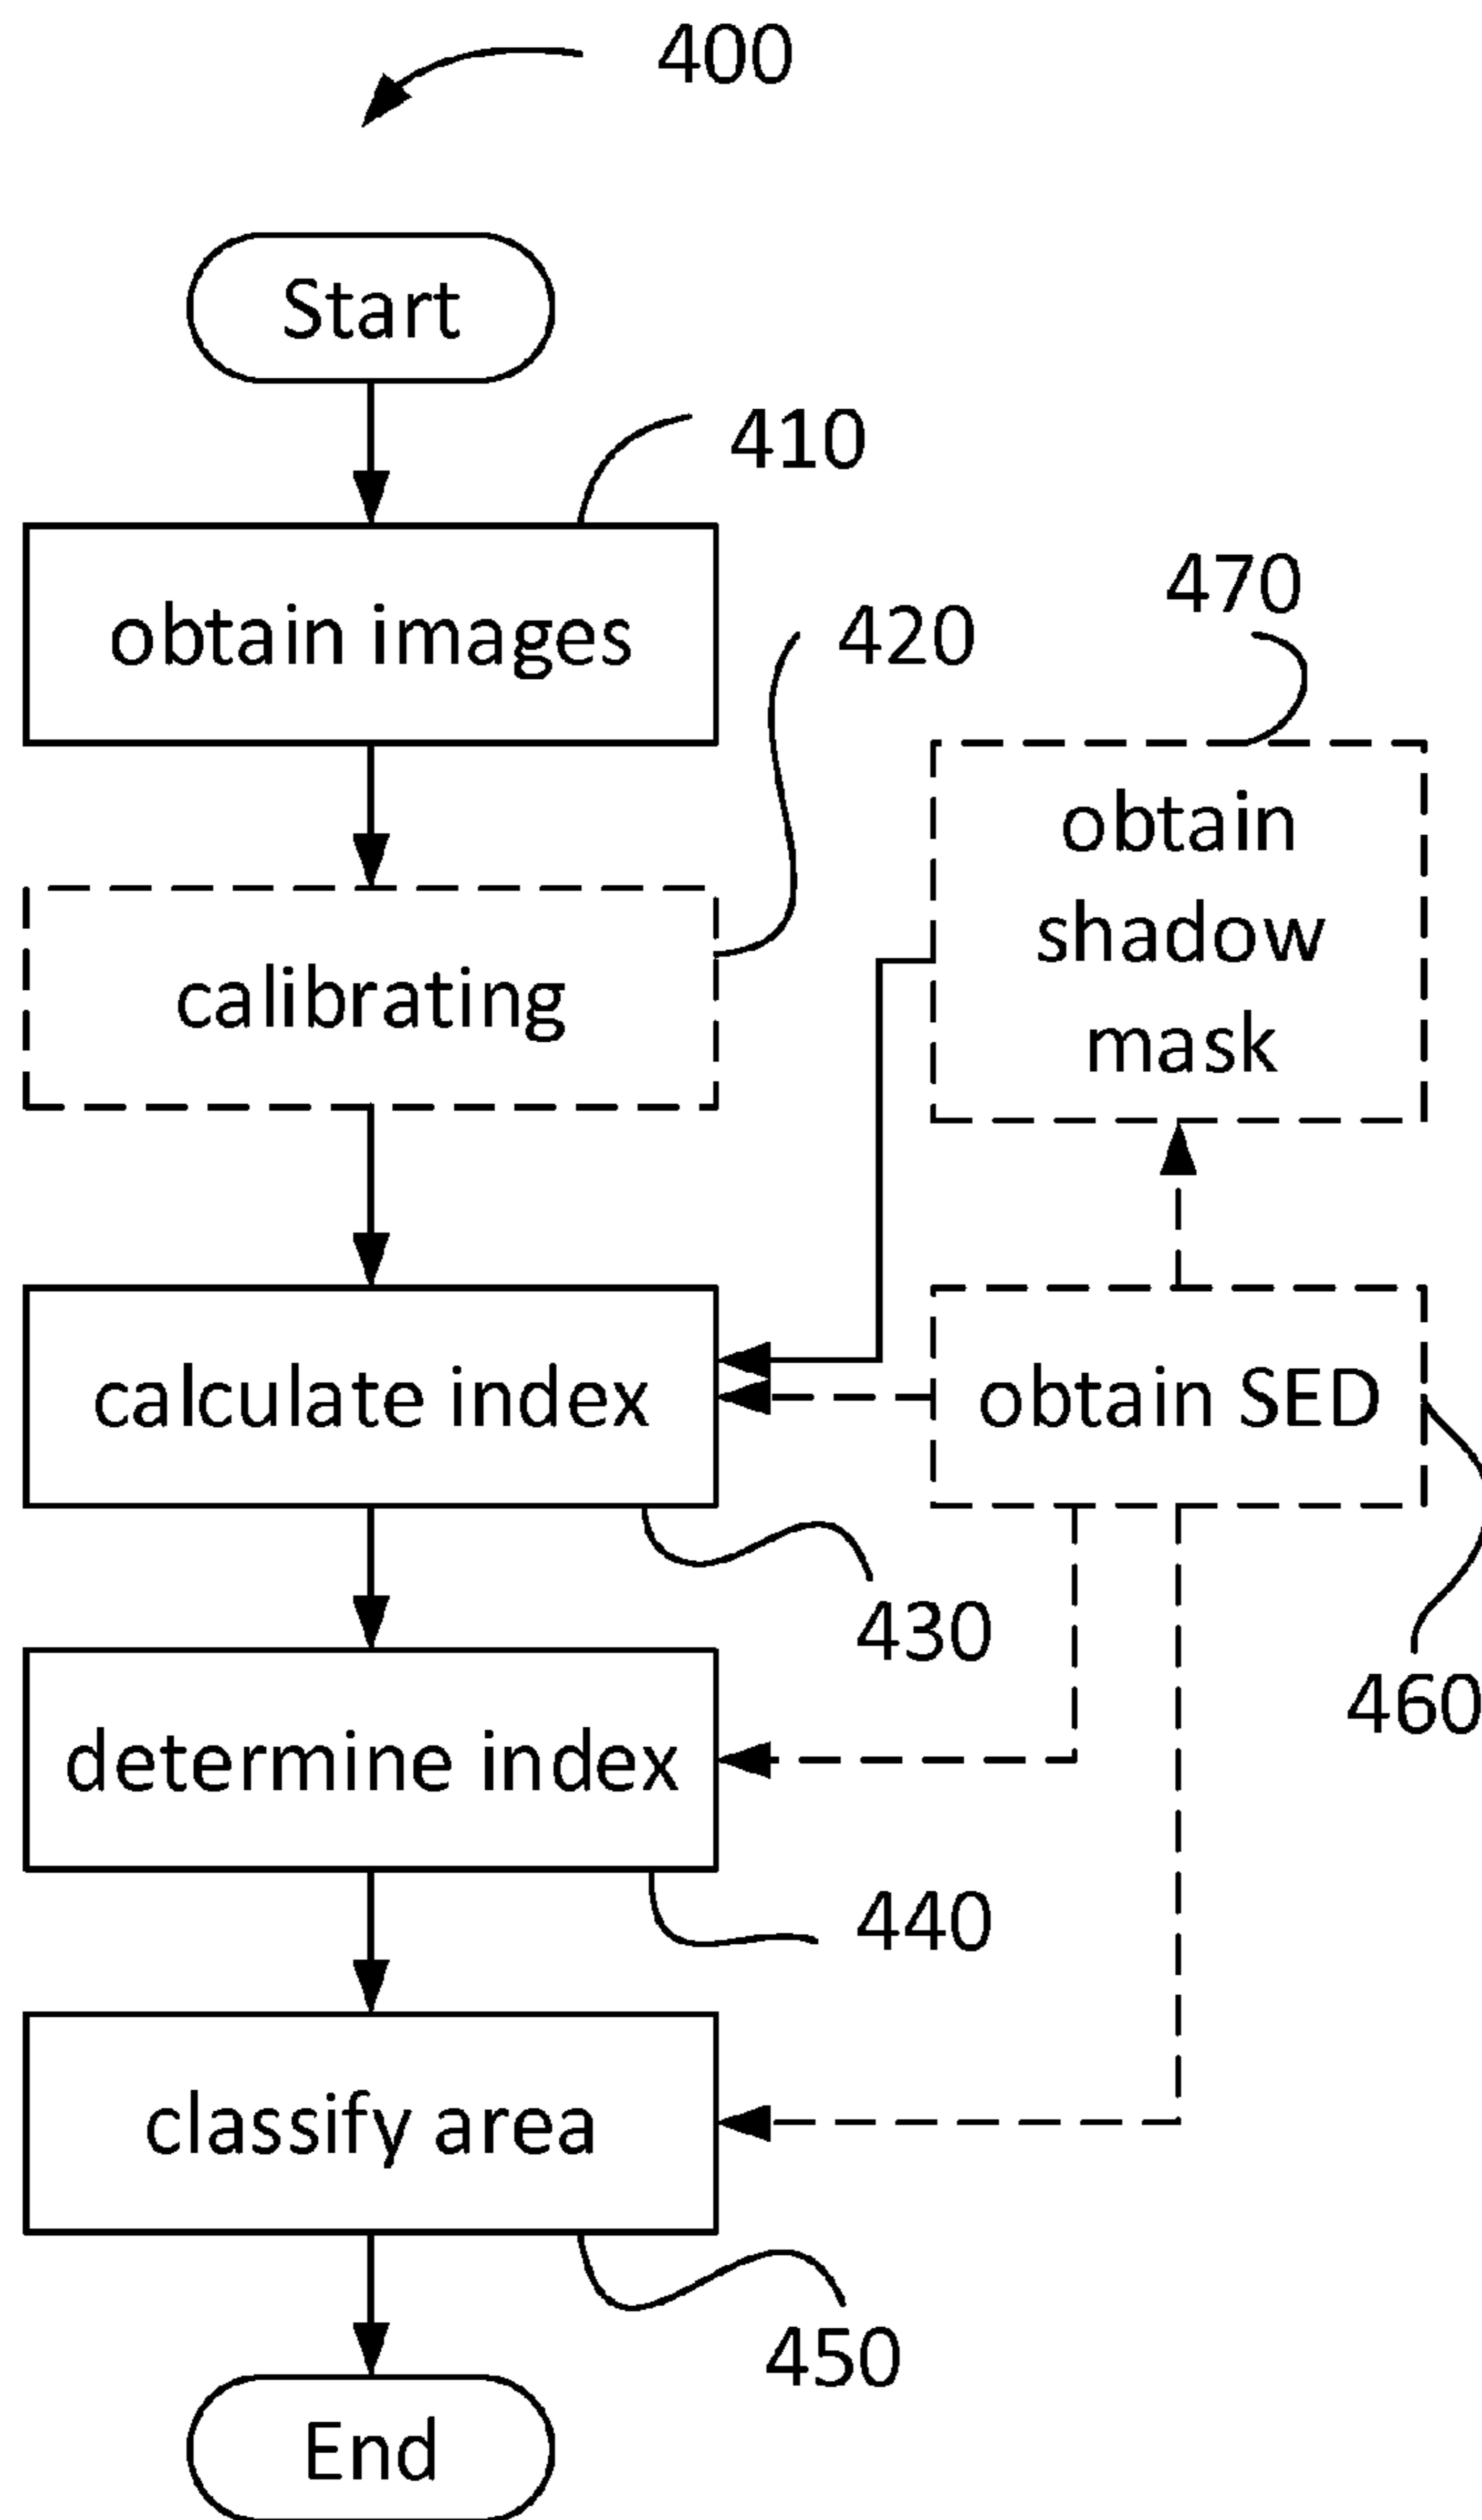 400
Start
410
obtain images
420
470
calibrating
obtain
shadow
mask
calculate index
obtain SED
430
460
determine index
440
classify area
450
End